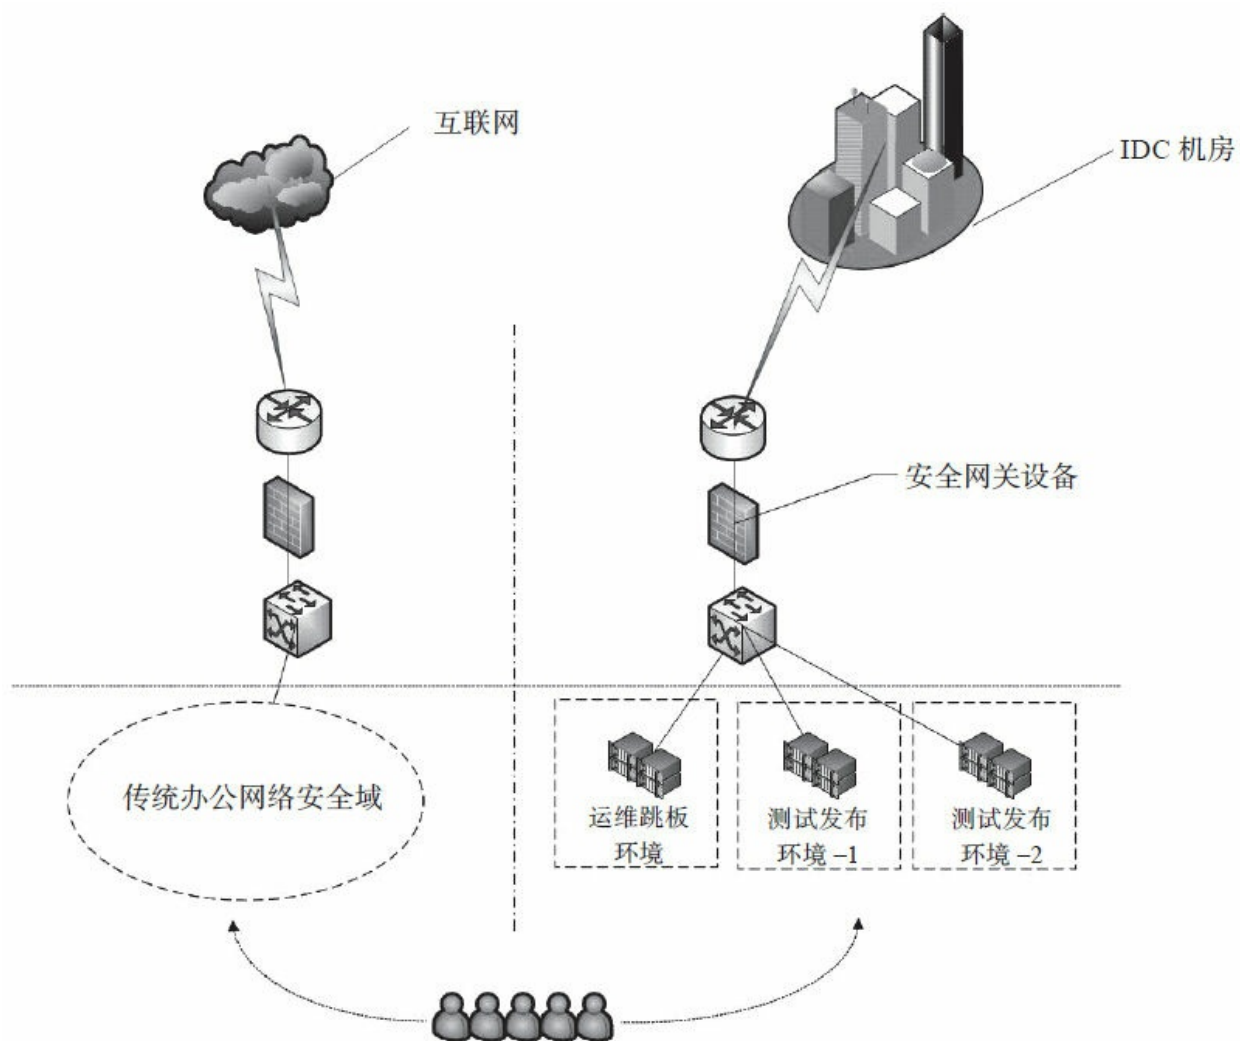 互联网
IDC 机房
安全网关设备
传统办公网络安全域
运维跳板
环境
测试发布
环境 –1
测试发布
环境 –2